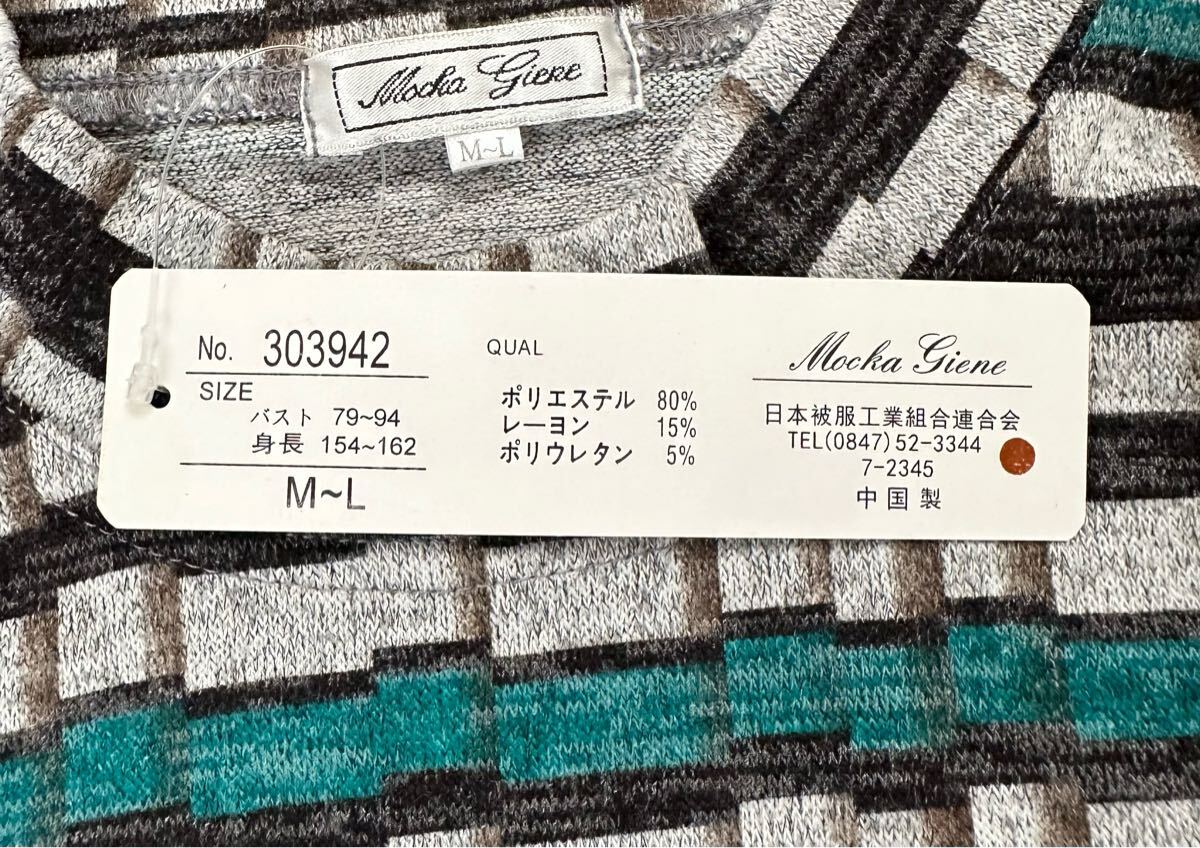 Mocka Giene
M~L
No. 303942
SIZE
バスト 79~94
身長 154~162
M~L
QUAL
ポリエステル 80%
レーヨン 15%
ポリウレタン 5%
Mocka Giene
日本被服工業組合連合会
TEL(0847)52-3344
7-2345
中国製